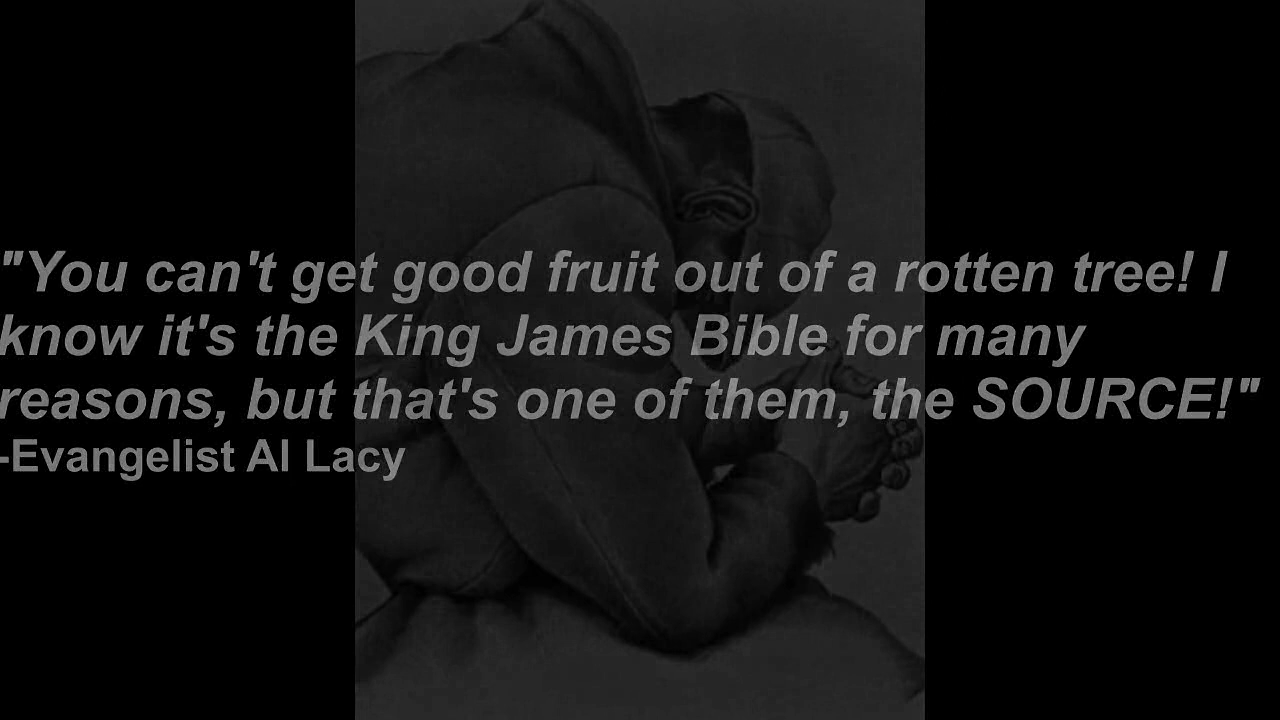 "You can't get good fruit out of a rotten tree! I
know it's the King James Bible for many
reasons, but that's one of them, the SOURCE!"
-Evangelist Al Lacy